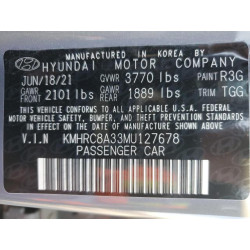 MANUFACTURED IN KOREA BY
HYUNDAI MOTOR COMPANY
JUN/18/21 GVWR 3770 lbs PAINT R3G
GAWR FRONT 2101 lbs GAWR REAR 1889 lbs TRIM TGG
THIS VEHICLE CONFORMS TO ALL APPLICABLE FEDERAL
MOTOR VEHICLE SAFETY, BUMPER, AND THEFT PREVENTION
STANDARDS IN EFFECT ON THE DATE OF MANUFACTURE
SHOWN ABOVE.
V.I.N KMHRC8A33MU127678
PASSENGER CAR